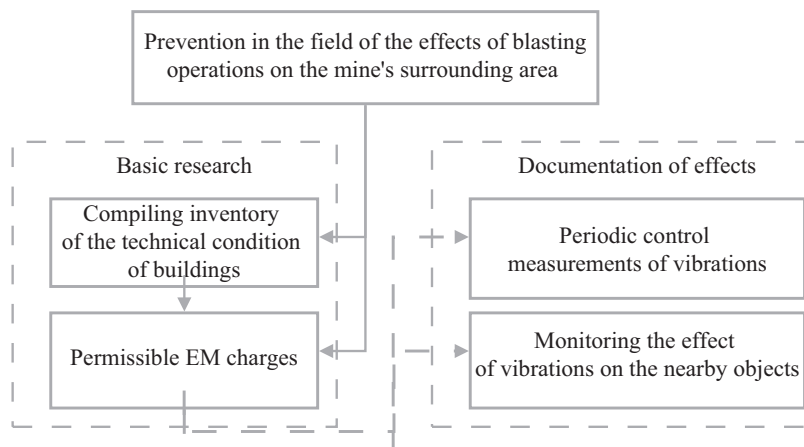 Prevention in the field of the effects of blasting
operations on the mine's surrounding area
Basic research
Compiling inventory
of the technical condition
of buildings
Permissible EM charges
Documentation of effects
Periodic control
measurements of vibrations
Monitoring the effect
of vibrations on the nearby objects